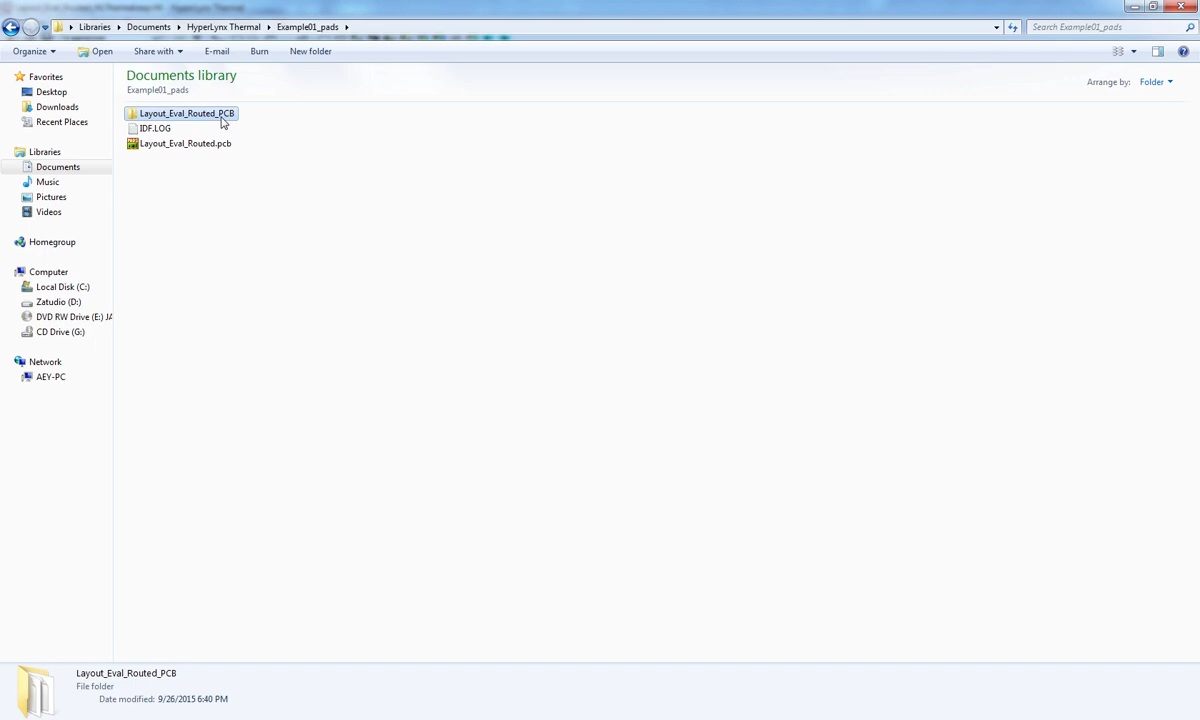 Libraries Documents HyperLynx Thermal Example01_pads
Search Example01_pads
Organize Open Share with E-mail Burn New folder
Favorites
Desktop
Downloads
Recent Places
Libraries
Documents
Music
Pictures
Videos
Homegroup
Computer
Local Disk (C:)
Zatudio (D:)
DVD RW Drive (E:) JA
CD Drive (G:)
Network
AEY-PC
Documents library
Example01_pads
Arrange by: Folder
Layout_Eval_Routed_PCB
IDF.LOG
Layout_Eval_Routed.pcb
Layout_Eval_Routed_PCB
File folder
Date modified: 9/26/2015 6:40 PM